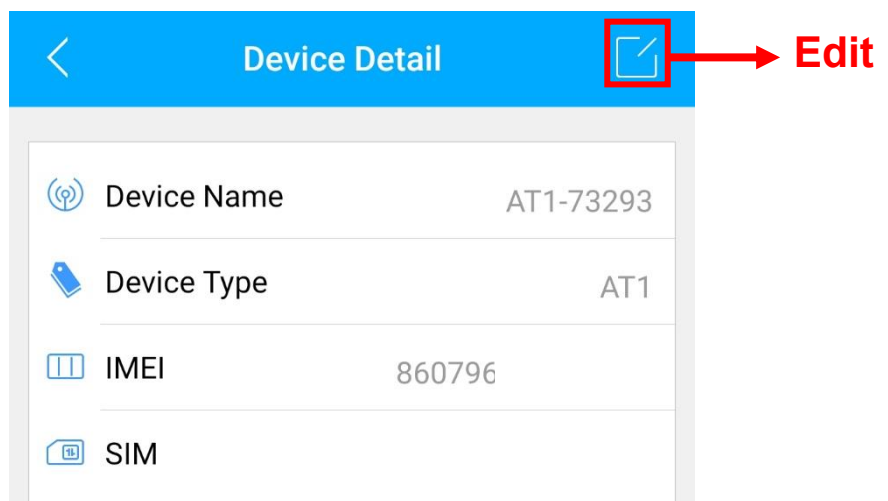 Device Detail
Edit
Device Name AT1-73293
Device Type AT1
IMEI 860796
SIM